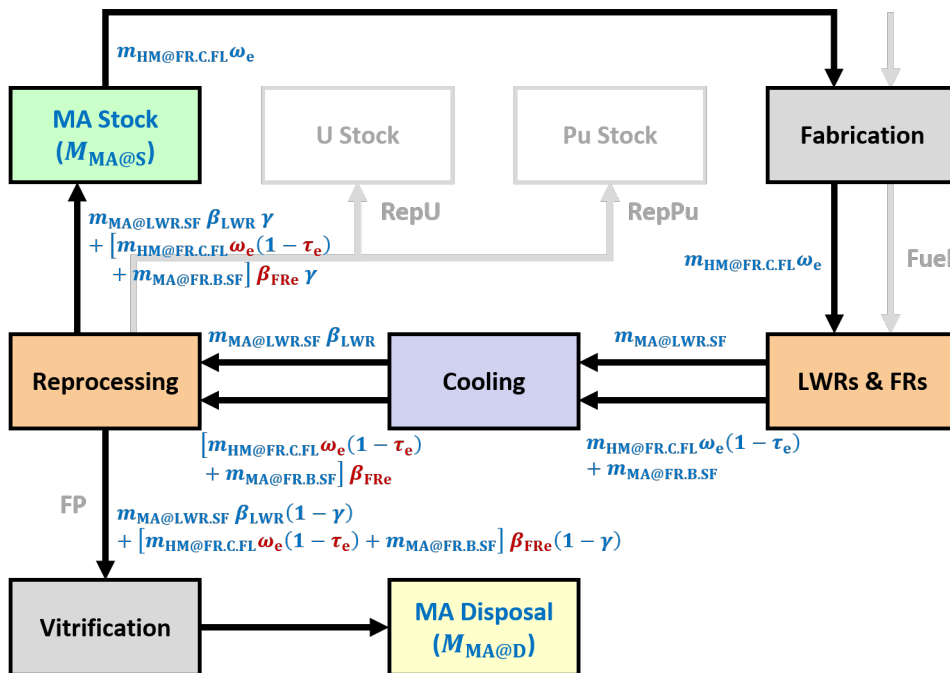 m_HM@FR.C.FL ω_e
MA Stock
(M_MA@S)
U Stock
Pu Stock
Fabrication
m_MA@LWR.SF β_LWR γ
+ [m_HM@FR.C.FL ω_e (1 − τ_e)
+ m_MA@FR.B.SF] β_FRe γ
RepU
RepPu
m_HM@FR.C.FL ω_e
Fuel
Reprocessing
m_MA@LWR.SF β_LWR
Cooling
m_MA@LWR.SF
LWRs & FRs
[m_HM@FR.C.FL ω_e (1 − τ_e)
+ m_MA@FR.B.SF] β_FRe
m_HM@FR.C.FL ω_e (1 − τ_e)
+ m_MA@FR.B.SF
FP
m_MA@LWR.SF β_LWR (1 − γ)
+ [m_HM@FR.C.FL ω_e (1 − τ_e) + m_MA@FR.B.SF] β_FRe (1 − γ)
Vitrification
MA Disposal
(M_MA@D)